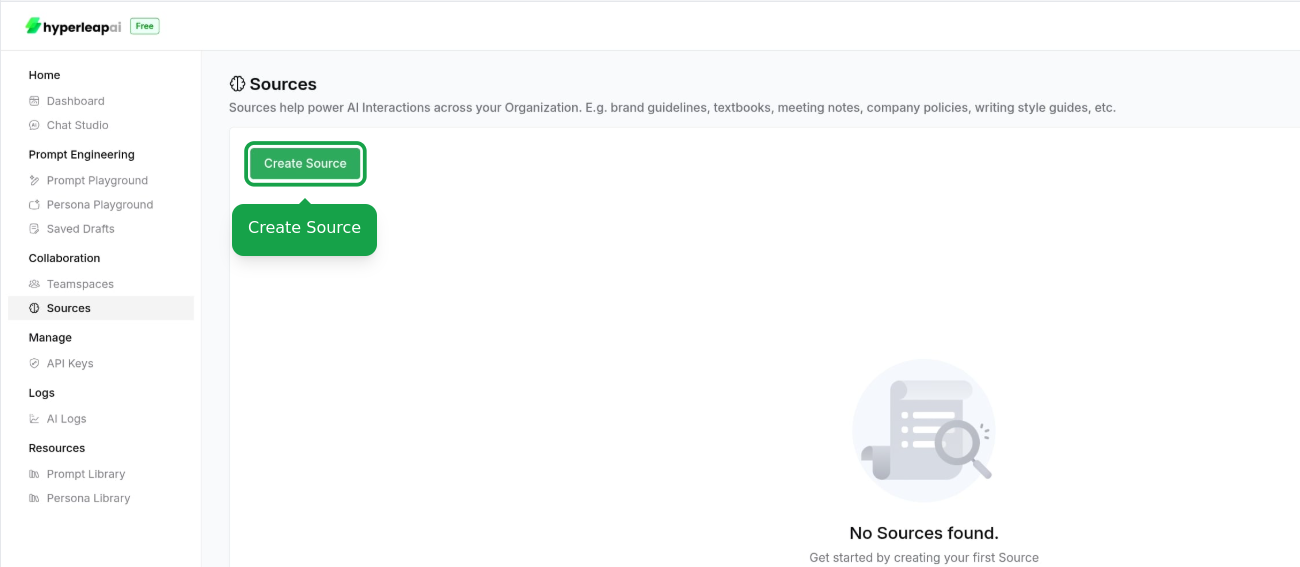 hyperleapai Free
Home
Dashboard
Chat Studio
Prompt Engineering
Prompt Playground
Persona Playground
Saved Drafts
Collaboration
Teamspaces
Sources
Manage
API Keys
Logs
AI Logs
Resources
Prompt Library
Persona Library
Sources
Sources help power AI Interactions across your Organization. E.g. brand guidelines, textbooks, meeting notes, company policies, writing style guides, etc.
Create Source
Create Source
No Sources found.
Get started by creating your first Source